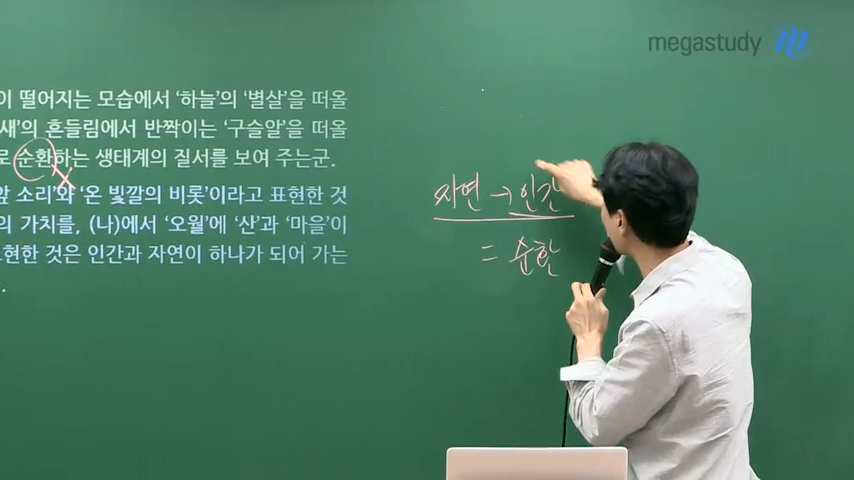 megastudy
이 떨어지는 모습에서 ‘하늘’의 ‘별살’을 떠올
새’의 흔들림에서 반짝이는 ‘구슬알’을 떠올
로 순환하는 생태계의 질서를 보여 주는군.
앞 소리’와 ‘온 빛깔의 비롯’이라고 표현한 것
의 가치를, (나)에서 ‘오월’에 ‘산’과 ‘마을’이
현한 것은 인간과 자연이 하나가 되어 가는
.
자연 → 인간
= 순환